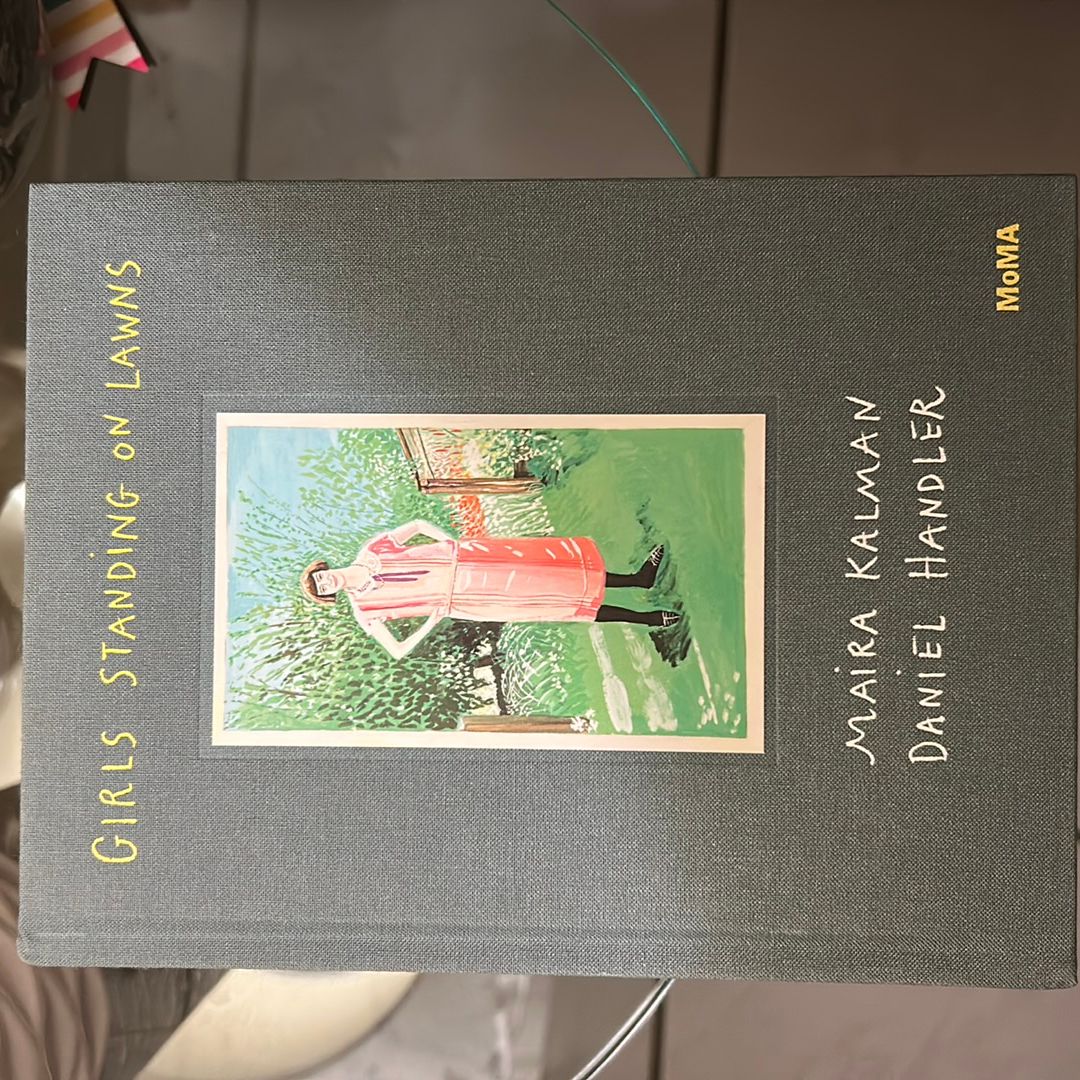 GIRLS STANDING ON LAWNS
MAIRA KALMAN
DANIEL HANDLER
MoMA